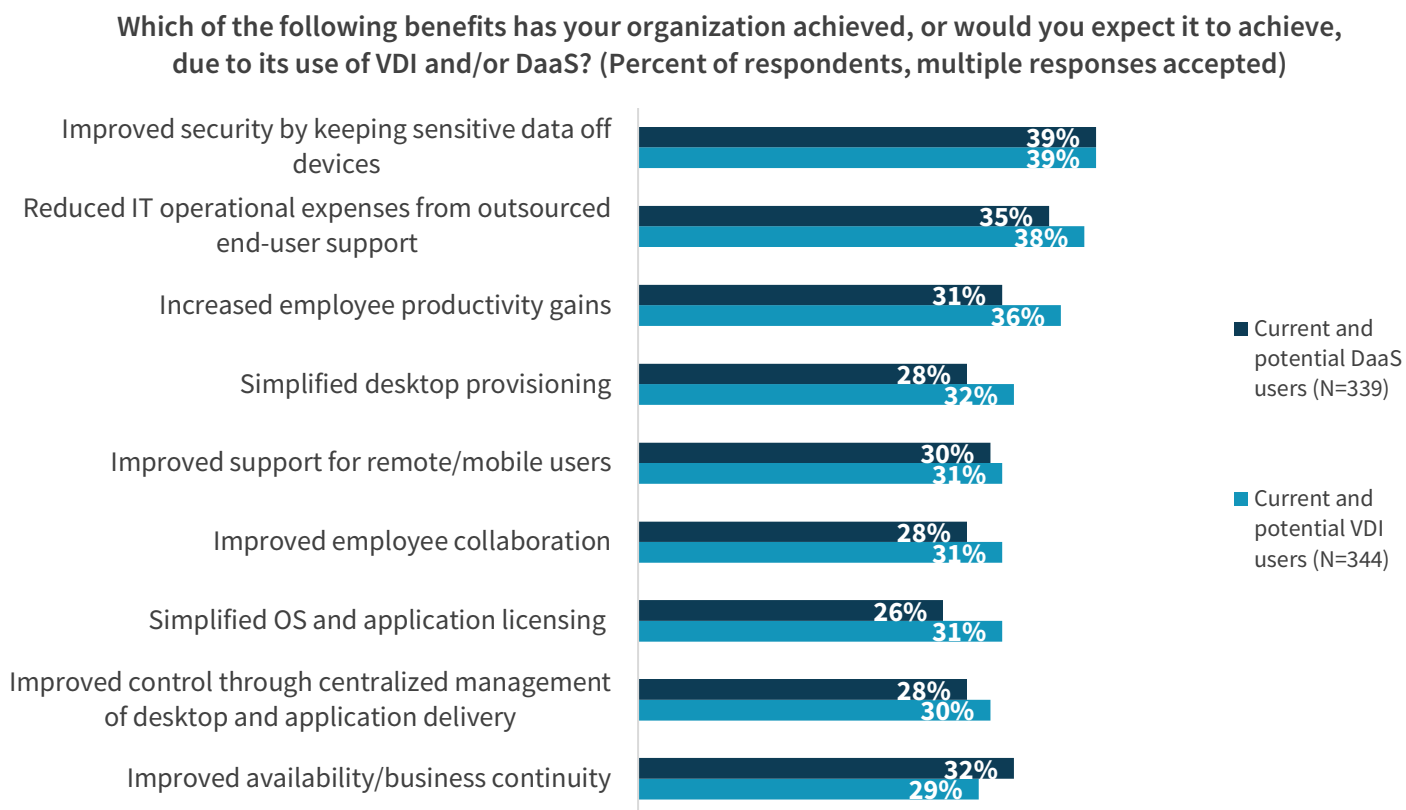 Which of the following benefits has your organization achieved, or would you expect it to achieve,
due to its use of VDI and/or DaaS? (Percent of respondents, multiple responses accepted)
Improved security by keeping sensitive data off
devices
39%
39%
Reduced IT operational expenses from outsourced
end-user support
35%
38%
Increased employee productivity gains
31%
36%
Simplified desktop provisioning
28%
32%
Improved support for remote/mobile users
30%
31%
Improved employee collaboration
28%
31%
Simplified OS and application licensing
26%
31%
Improved control through centralized management
of desktop and application delivery
28%
30%
Improved availability/business continuity
32%
29%
Current and
potential DaaS
users (N=339)
Current and
potential VDI
users (N=344)